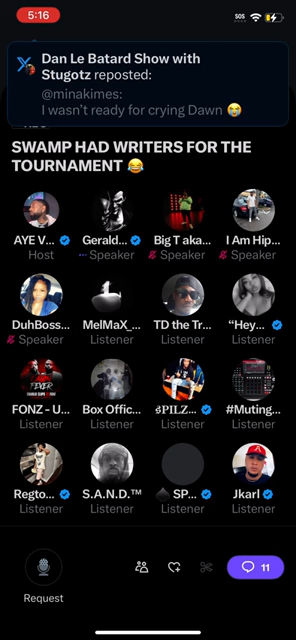 5:16
SOS
Dan Le Batard Show with
Stugotz reposted:
@minakimes:
I wasn't ready for crying Dawn 😭
SWAMP HAD WRITERS FOR THE
TOURNAMENT 😂
AYE V... Gerald... Big T aka... I Am Hip...
Host Speaker Speaker Speaker
DuhBoss... MelMaX_... TD the Tr... “Hey...
Speaker Listener Listener Listener
FONZ - U... Box Offic... $PILZ... #Muting...
Listener Listener Listener Listener
Regto... S.A.N.D.™ ♠ SP... Jkarl
Listener Listener Listener Listener
Request
11